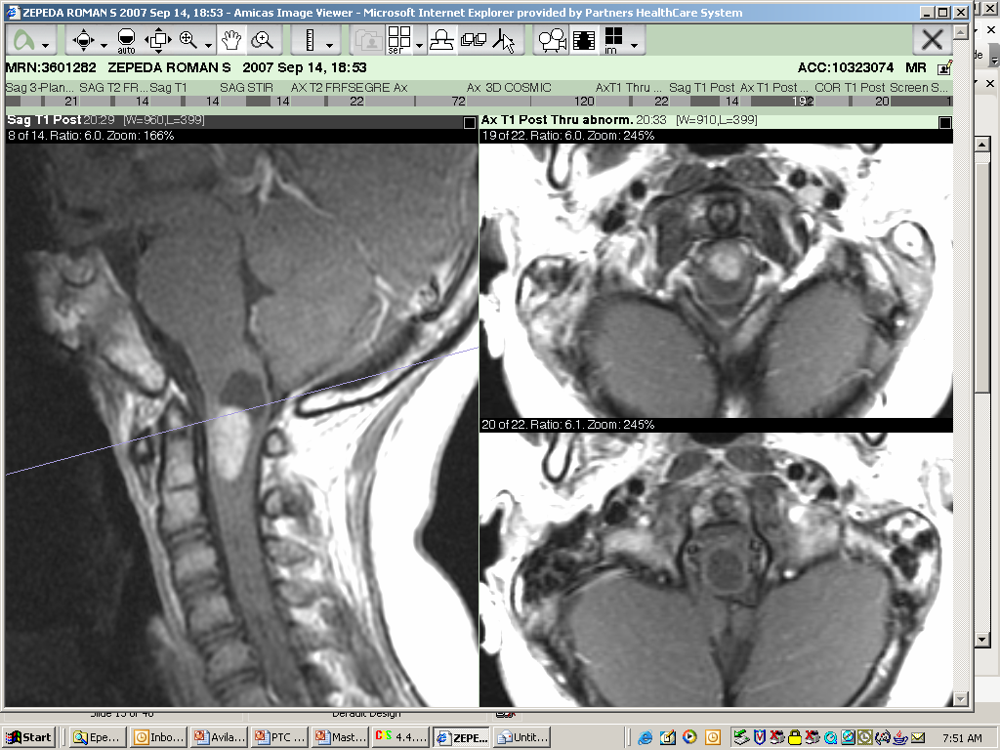 ZEPEDA ROMAN S 2007 Sep 14, 18:53 - Amicas Image Viewer - Microsoft Internet Explorer provided by Partners HealthCare System
auto
ser
im
MRN:3601282 ZEPEDA ROMAN S 2007 Sep 14, 18:53 ACC:10323074 MR
Sag 3-Plan... SAG T2 FR... Sag T1 SAG STIR AX T2 FRFSEGRE Ax Ax 3D COSMIC AxT1 Thru ... Sag T1 Post Ax T1 Post ... COR T1 Post Screen S...
21 14 14 14 22 72 120 22 14 192 20 1
Sag T1 Post 20:29 [W=960,L=399]
8 of 14. Ratio: 6.0. Zoom: 166%
Ax T1 Post Thru abnorm. 20:33 [W=910,L=399]
19 of 22. Ratio: 6.0. Zoom: 245%
20 of 22. Ratio: 6.1. Zoom: 245%
de
Default Design
Start Epe... Inbo... Avila... PTC ... Mast... CS 4.4.... ZEPE... Untit... 7:51 AM